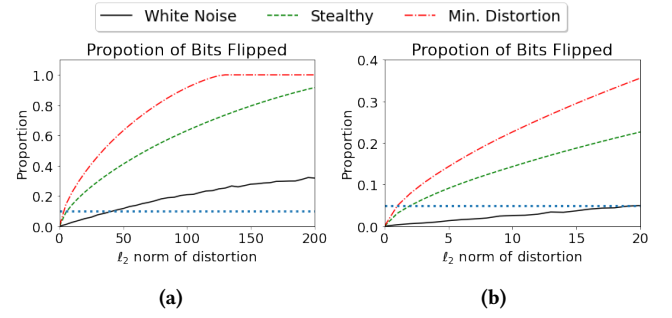 White Noise Stealthy Min. Distortion
Propotion of Bits Flipped Propotion of Bits Flipped
Proportion
1.0
0.8
0.6
0.4
0.2
0.0
0 50 100 150 200
ℓ2 norm of distortion
(a)
Proportion
0.4
0.3
0.2
0.1
0.0
0 5 10 15 20
ℓ2 norm of distortion
(b)